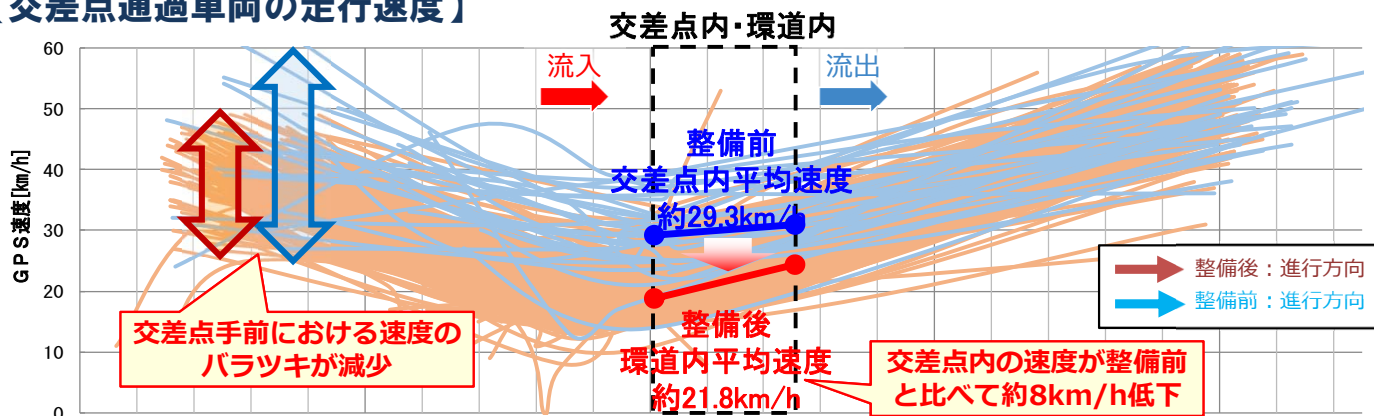 【交差点通過車両の走行速度】
交差点内・環道内
60
50
40
30
20
10
0
GPS速度[km/h]
流入
流出
整備前
交差点内平均速度
約29.3km/h
整備後
環道内平均速度
約21.8km/h
交差点手前における速度の
バラツキが減少
交差点内の速度が整備前
と比べて約8km/h低下
整備後：進行方向
整備前：進行方向